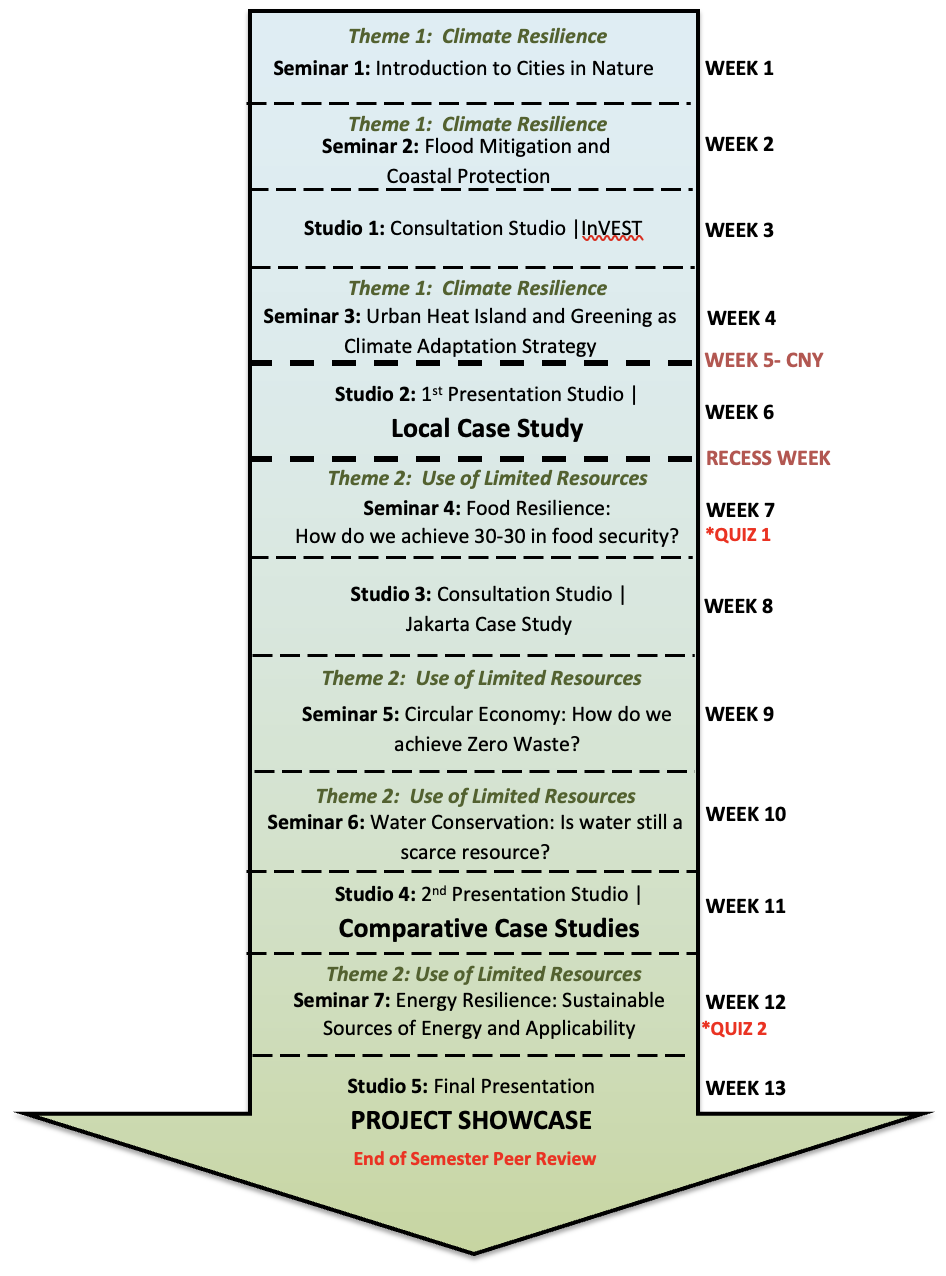 Theme 1:  Climate Resilience
Seminar 1: Introduction to Cities in Nature
WEEK 1
Theme 1:  Climate Resilience
Seminar 2: Flood Mitigation and
Coastal Protection
WEEK 2
Studio 1: Consultation Studio |InVEST
WEEK 3
Theme 1:  Climate Resilience
Seminar 3: Urban Heat Island and Greening as
Climate Adaptation Strategy
WEEK 4
WEEK 5- CNY
Studio 2: 1st Presentation Studio |
Local Case Study
WEEK 6
RECESS WEEK
Theme 2:  Use of Limited Resources
Seminar 4: Food Resilience:
How do we achieve 30-30 in food security?
WEEK 7
*QUIZ 1
Studio 3: Consultation Studio |
Jakarta Case Study
WEEK 8
Theme 2:  Use of Limited Resources
Seminar 5: Circular Economy: How do we
achieve Zero Waste?
WEEK 9
Theme 2:  Use of Limited Resources
Seminar 6: Water Conservation: Is water still a
scarce resource?
WEEK 10
Studio 4: 2nd Presentation Studio |
Comparative Case Studies
WEEK 11
Theme 2: Use of Limited Resources
Seminar 7: Energy Resilience: Sustainable
Sources of Energy and Applicability
WEEK 12
*QUIZ 2
Studio 5: Final Presentation
WEEK 13
PROJECT SHOWCASE
End of Semester Peer Review